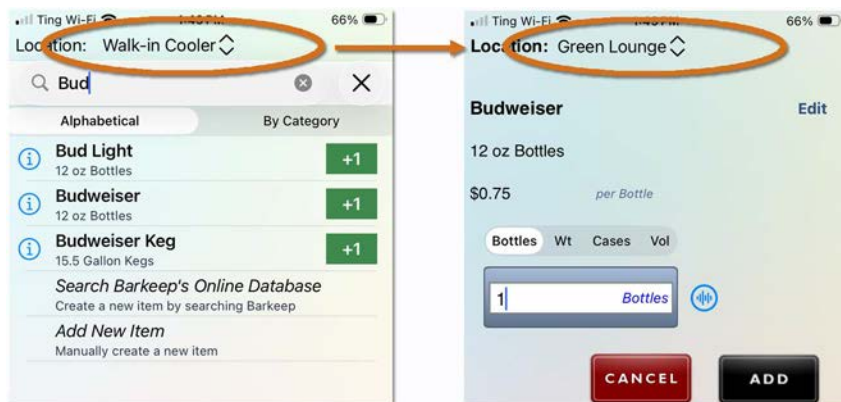 Ting Wi-Fi
66%
Location: Walk-in Cooler
Bud
Alphabetical By Category
Bud Light
12 oz Bottles
+1
Budweiser
12 oz Bottles
+1
Budweiser Keg
15.5 Gallon Kegs
+1
Search Barkeep's Online Database
Create a new item by searching Barkeep
Add New Item
Manually create a new item
Ting Wi-Fi
66%
Location: Green Lounge
Budweiser Edit
12 oz Bottles
$0.75 per Bottle
Bottles Wt Cases Vol
1 Bottles
CANCEL ADD